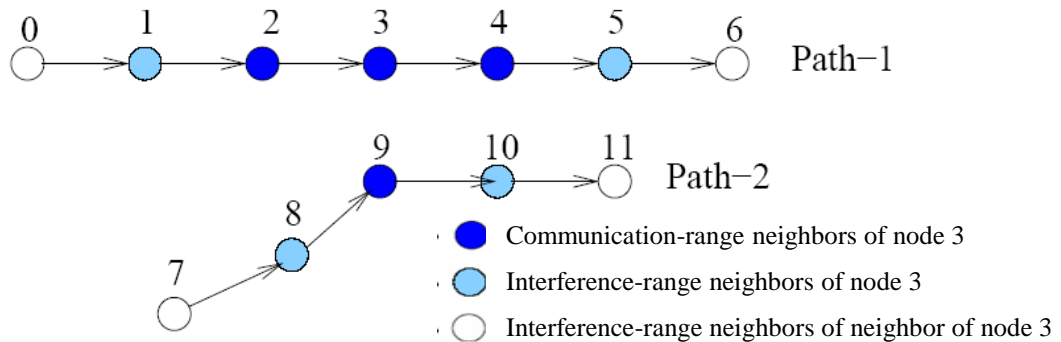 0 1 2 3 4 5 6
Path-1
9 10 11
Path-2
8
7
Communication-range neighbors of node 3
Interference-range neighbors of node 3
Interference-range neighbors of neighbor of node 3